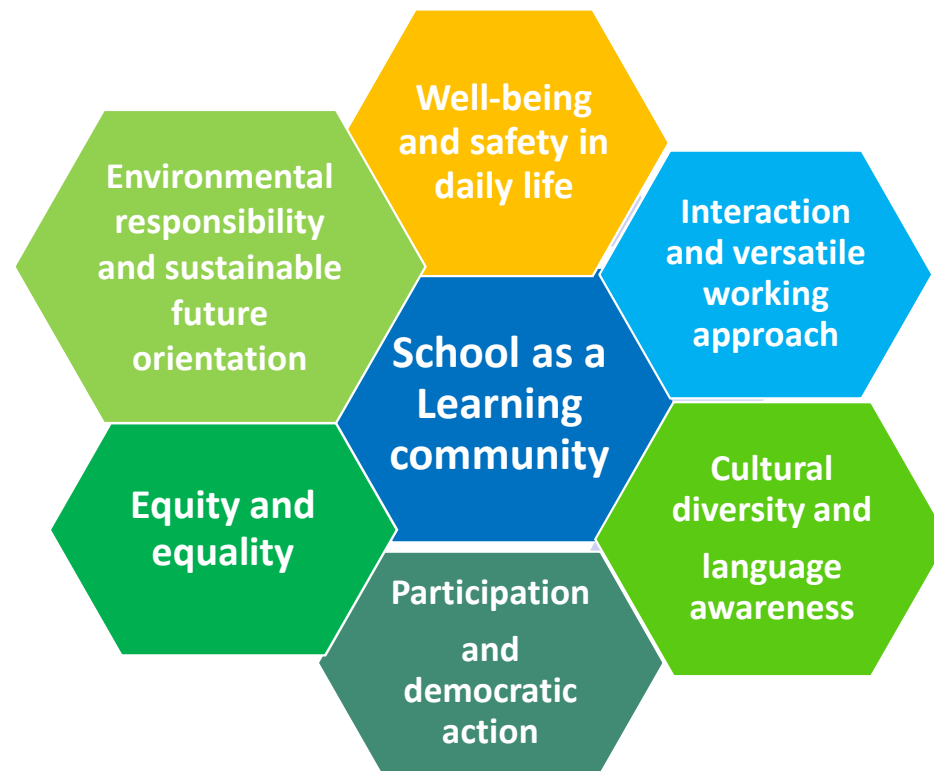 Well-being
and safety in
daily life
Environmental
responsibility
and sustainable
future
orientation
Interaction
and versatile
working
approach
School as a
Learning
community
Equity and
equality
Cultural
diversity and
language
awareness
Participation
and
democratic
action